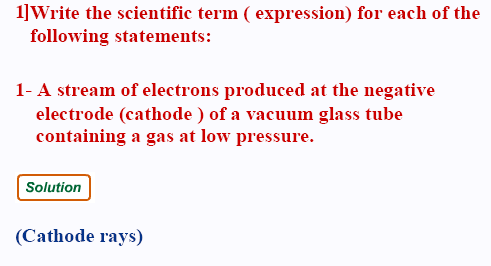 1]Write the scientific term ( expression) for each of the
following statements:
1- A stream of electrons produced at the negative
electrode (cathode ) of a vacuum glass tube
containing a gas at low pressure.
Solution
(Cathode rays)